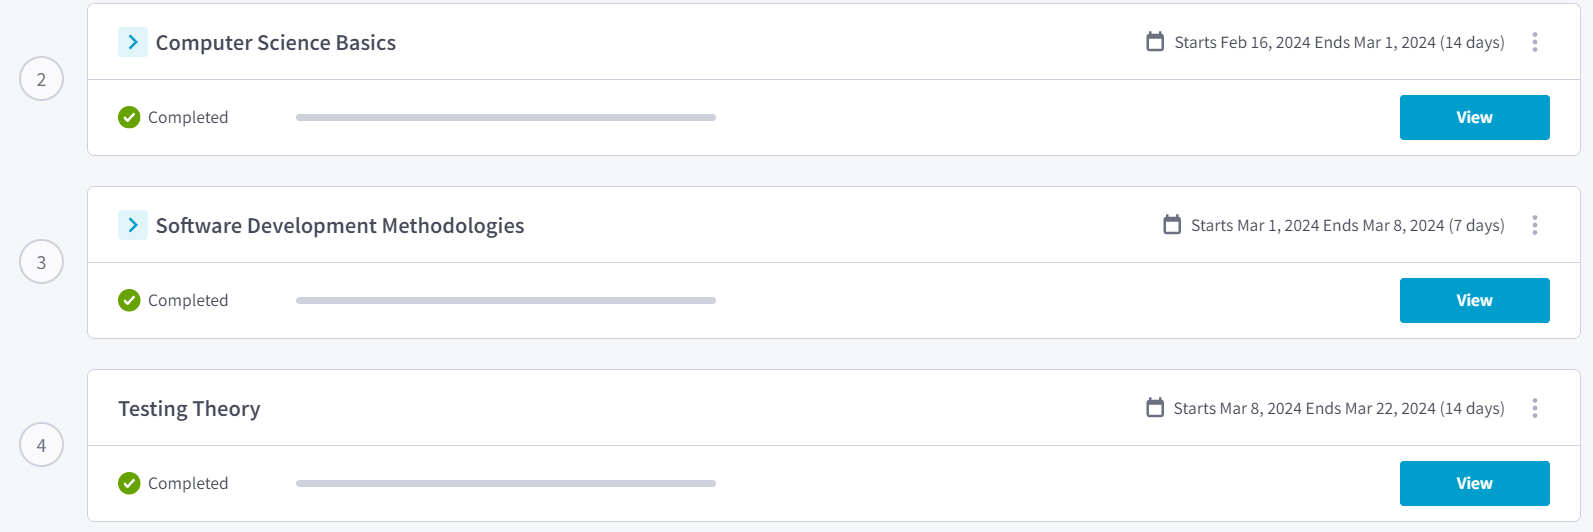 2
Computer Science Basics
Starts Feb 16, 2024 Ends Mar 1, 2024 (14 days)
Completed
View
3
Software Development Methodologies
Starts Mar 1, 2024 Ends Mar 8, 2024 (7 days)
Completed
View
4
Testing Theory
Starts Mar 8, 2024 Ends Mar 22, 2024 (14 days)
Completed
View